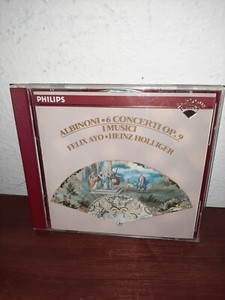 PHILIPS
ALBINONI • 6 CONCERTI OP. 9
I MUSICI
FELIX AYO • HEINZ HOLLIGER